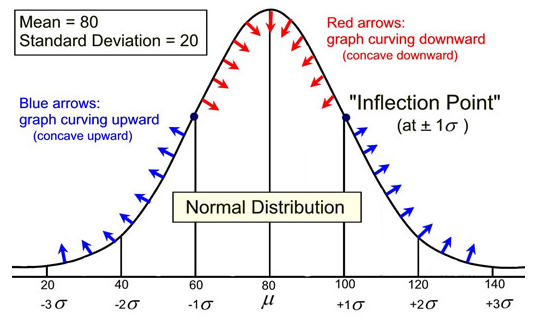 Mean = 80
Standard Deviation = 20
Red arrows:
graph curving downward
(concave downward)
Blue arrows:
graph curving upward
(concave upward)
"Inflection Point"
(at ± 1σ )
Normal Distribution
20 40 60 80 100 120 140
-3σ -2σ -1σ μ +1σ +2σ +3σ